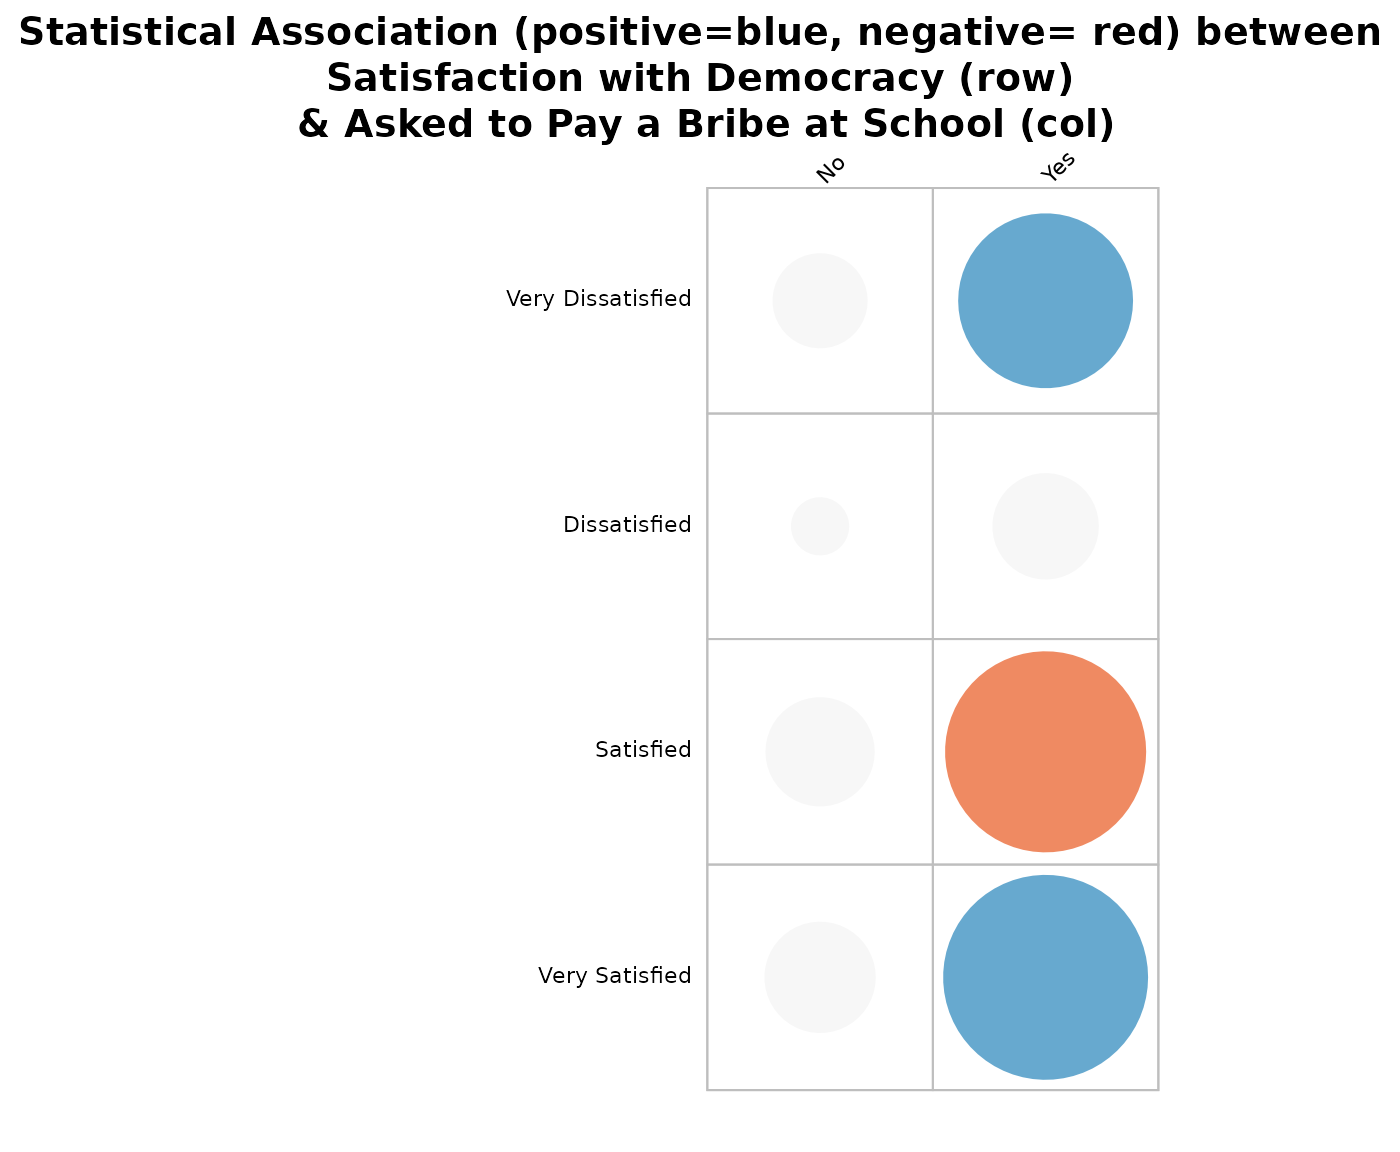 Statistical Association (positive=blue, negative= red) between
Satisfaction with Democracy (row)
& Asked to Pay a Bribe at School (col)
No
Yes
Very Dissatisfied
Dissatisfied
Satisfied
Very Satisfied